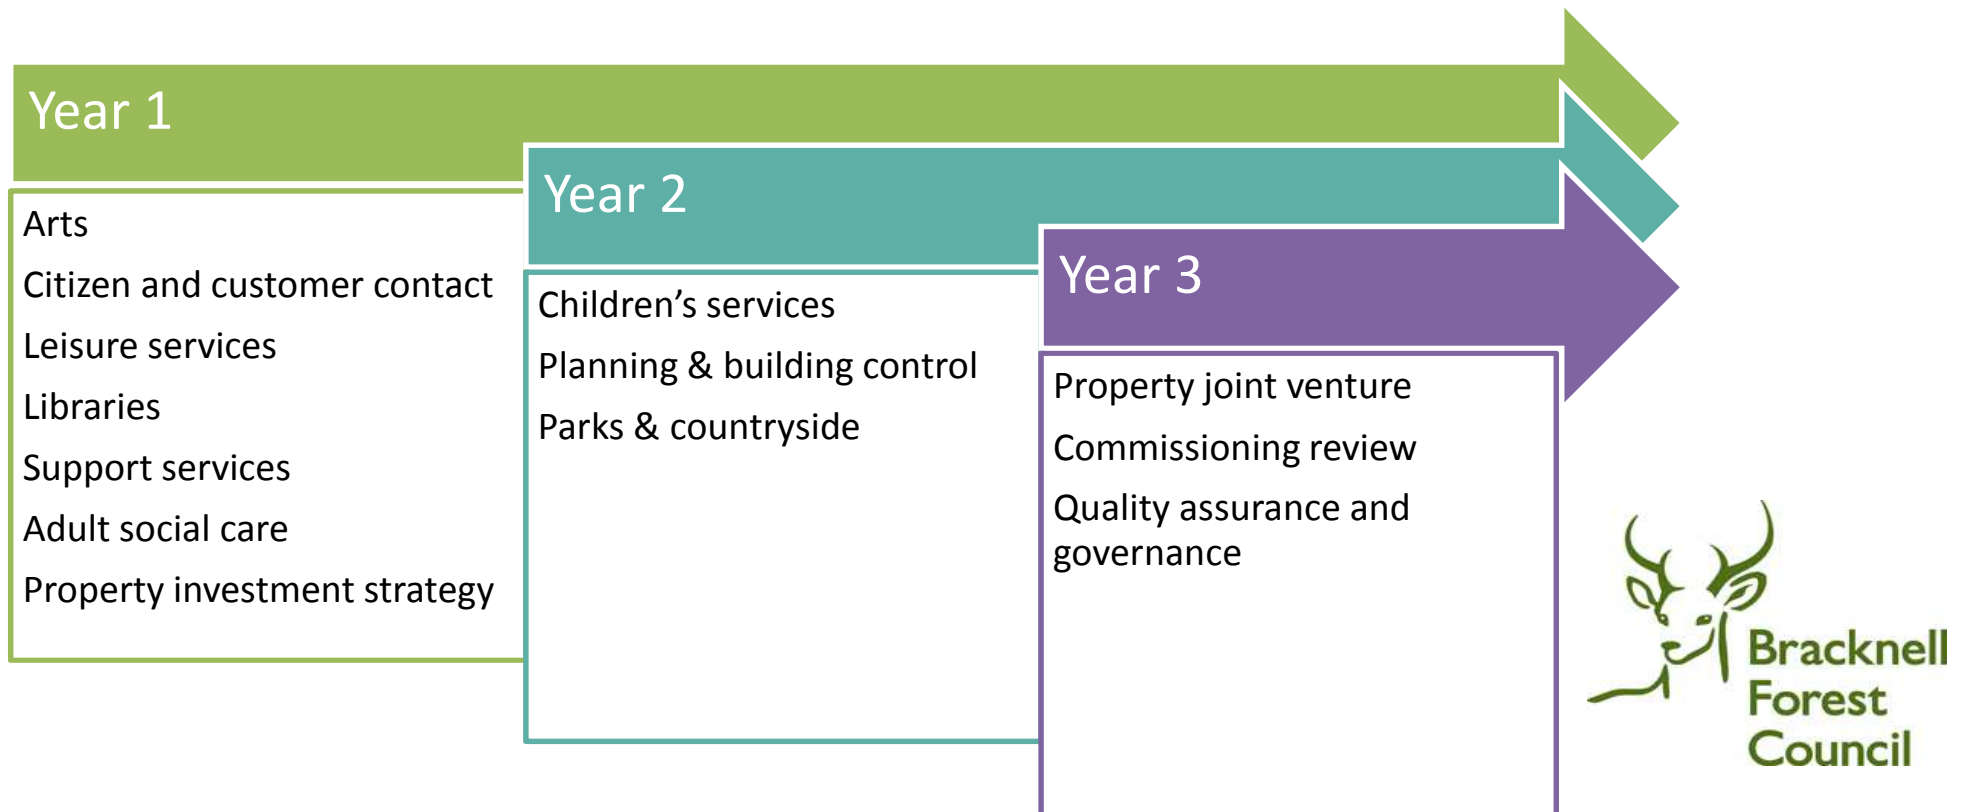 Year 1
Arts
Citizen and customer contact
Leisure services
Libraries
Support services
Adult social care
Property investment strategy
Year 2
Children’s services
Planning & building control
Parks & countryside
Year 3
Property joint venture
Commissioning review
Quality assurance and
governance
Bracknell
Forest
Council